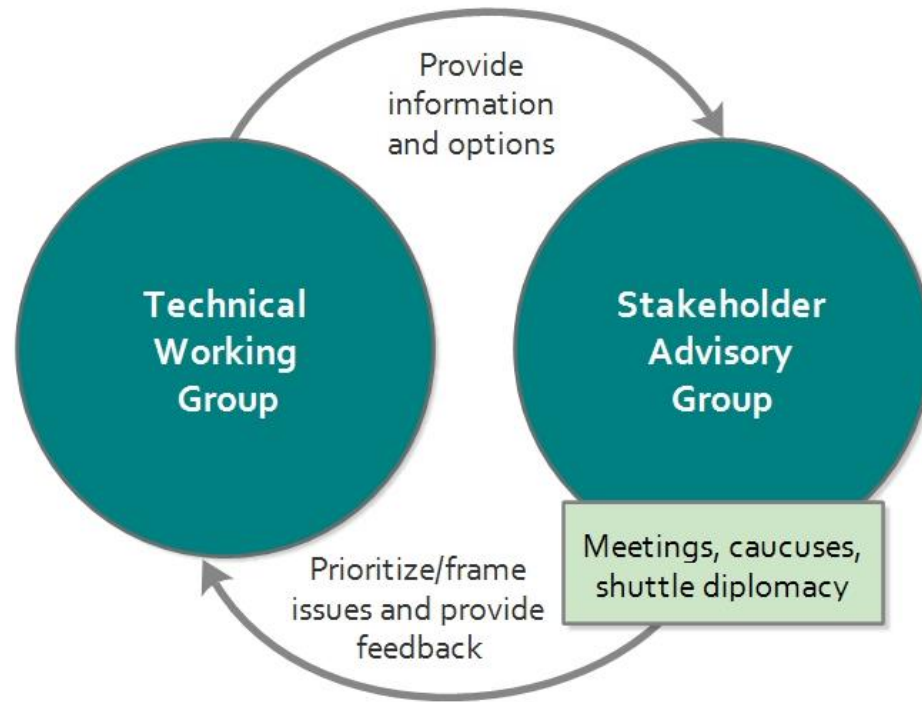 Provide
information
and options
Technical
Working
Group
Stakeholder
Advisory
Group
Meetings, caucuses,
shuttle diplomacy
Prioritize/frame
issues and provide
feedback